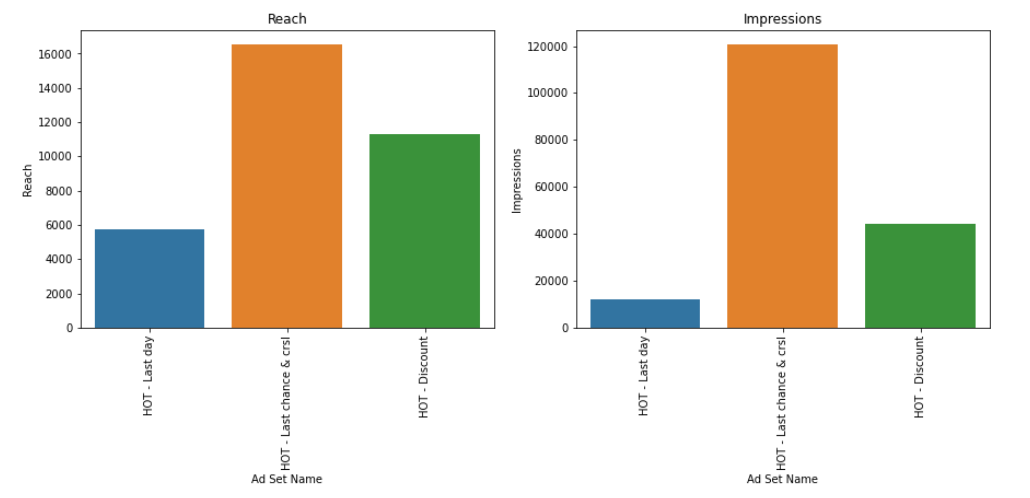 Reach
Reach
16000
14000
12000
10000
8000
6000
4000
2000
0
HOT - Last day
HOT - Last chance & crsl
HOT - Discount
Ad Set Name
Impressions
Impressions
120000
100000
80000
60000
40000
20000
0
HOT - Last day
HOT - Last chance & crsl
HOT - Discount
Ad Set Name